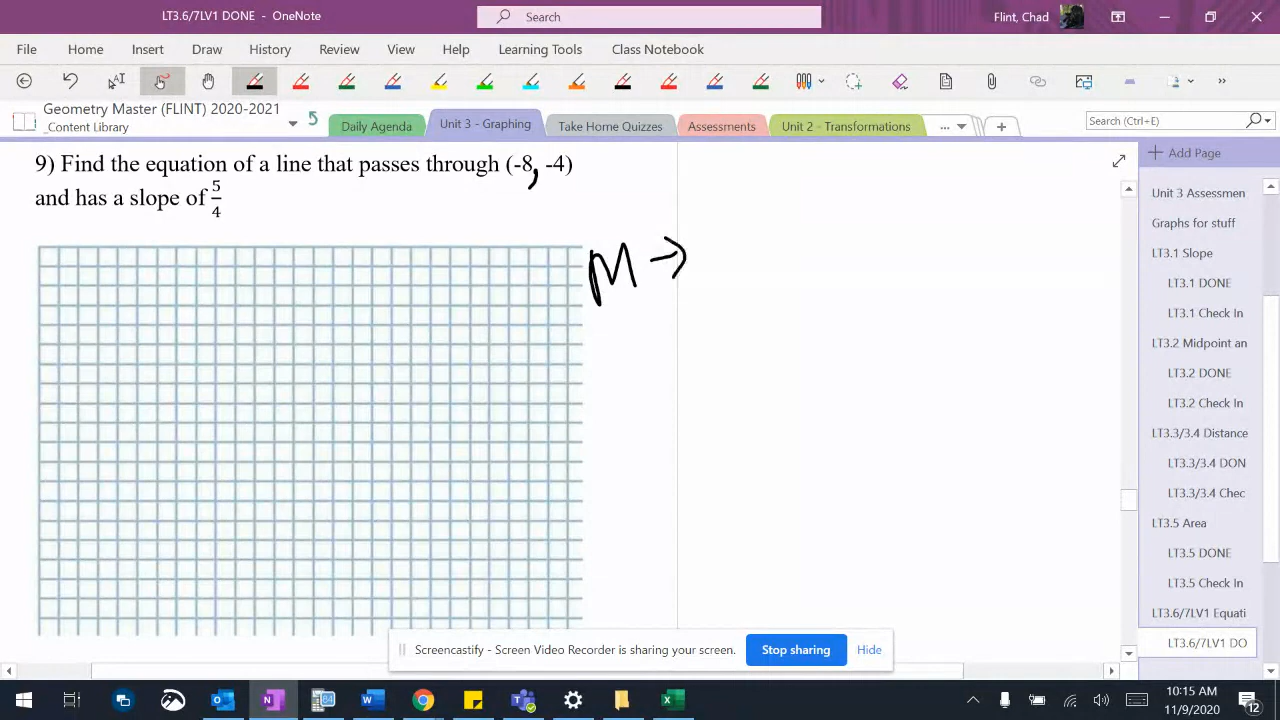 LT3.6/7LV1 DONE - OneNote
Search
Flint, Chad
File Home Insert Draw History Review View Help Learning Tools Class Notebook
Geometry Master (FLINT) 2020-2021
_Content Library
Daily Agenda
Unit 3 - Graphing
Take Home Quizzes
Assessments
Unit 2 - Transformations
...
Search (Ctrl+E)
Add Page
9) Find the equation of a line that passes through (-8, -4)
and has a slope of 5/4
M →
Unit 3 Assessmen
Graphs for stuff
LT3.1 Slope
LT3.1 DONE
LT3.1 Check In
LT3.2 Midpoint an
LT3.2 DONE
LT3.2 Check In
LT3.3/3.4 Distance
LT3.3/3.4 DON
LT3.3/3.4 Chec
LT3.5 Area
LT3.5 DONE
LT3.5 Check In
LT3.6/7LV1 Equati
LT3.6/7LV1 DO
Screencastify - Screen Video Recorder is sharing your screen.
Stop sharing
Hide
84
10:15 AM
11/9/2020
12